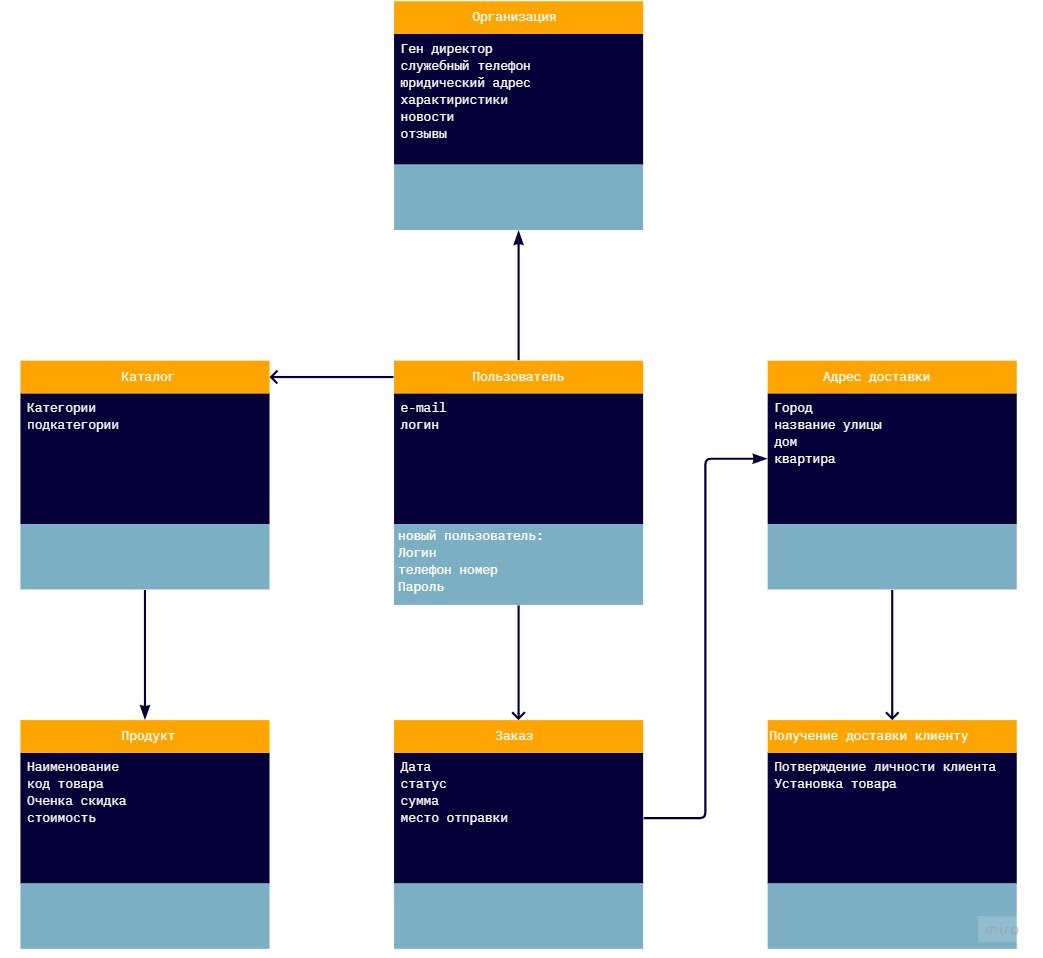 Организация
Ген директор
служебный телефон
юридический адрес
характиристики
новости
отзывы
Каталог
Категории
подкатегории
Пользователь
e-mail
логин
новый пользователь:
Логин
телефон номер
Пароль
Адрес доставки
Город
название улицы
дом
квартира
Продукт
Наименование
код товара
Оченка скидка
стоимость
Заказ
Дата
статус
сумма
место отправки
Получение доставки клиенту
Потверждение личности клиента
Установка товара
miro